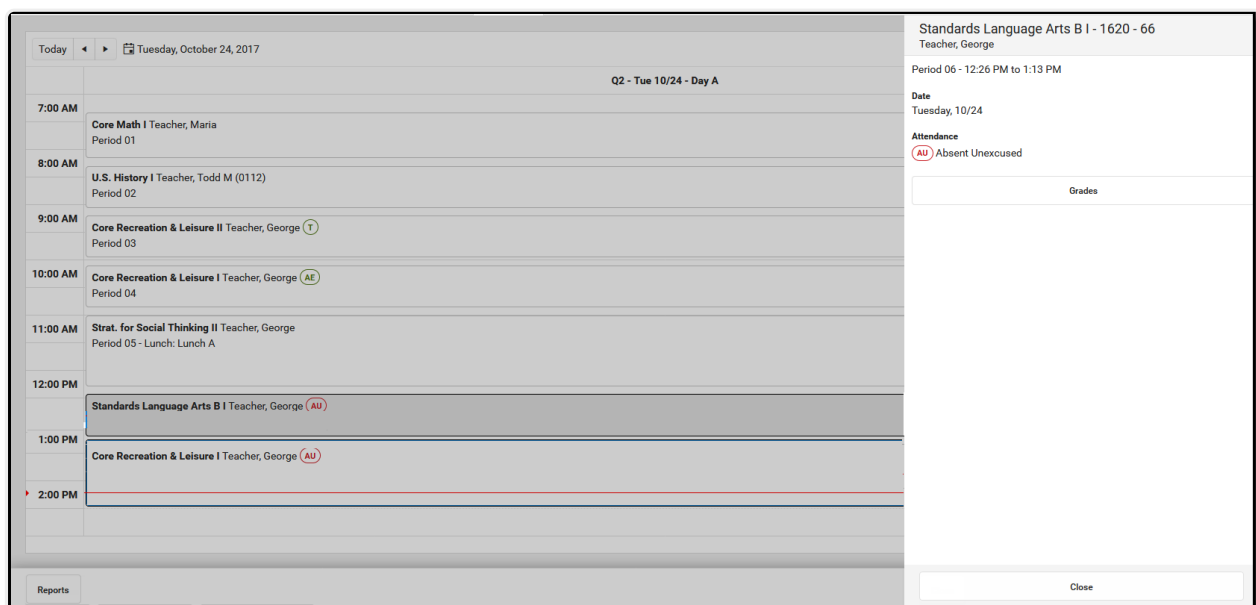 Today
Tuesday, October 24, 2017
Q2 - Tue 10/24 - Day A
7:00 AM
Core Math I Teacher, Maria
Period 01
8:00 AM
U.S. History I Teacher, Todd M (0112)
Period 02
9:00 AM
Core Recreation & Leisure II Teacher, George T
Period 03
10:00 AM
Core Recreation & Leisure I Teacher, George AE
Period 04
11:00 AM
Strat. for Social Thinking II Teacher, George
Period 05 - Lunch: Lunch A
12:00 PM
Standards Language Arts B I Teacher, George AU
1:00 PM
Core Recreation & Leisure I Teacher, George AU
2:00 PM
Reports
Standards Language Arts B I - 1620 - 66
Teacher, George
Period 06 - 12:26 PM to 1:13 PM
Date
Tuesday, 10/24
Attendance
AU Absent Unexcused
Grades
Close